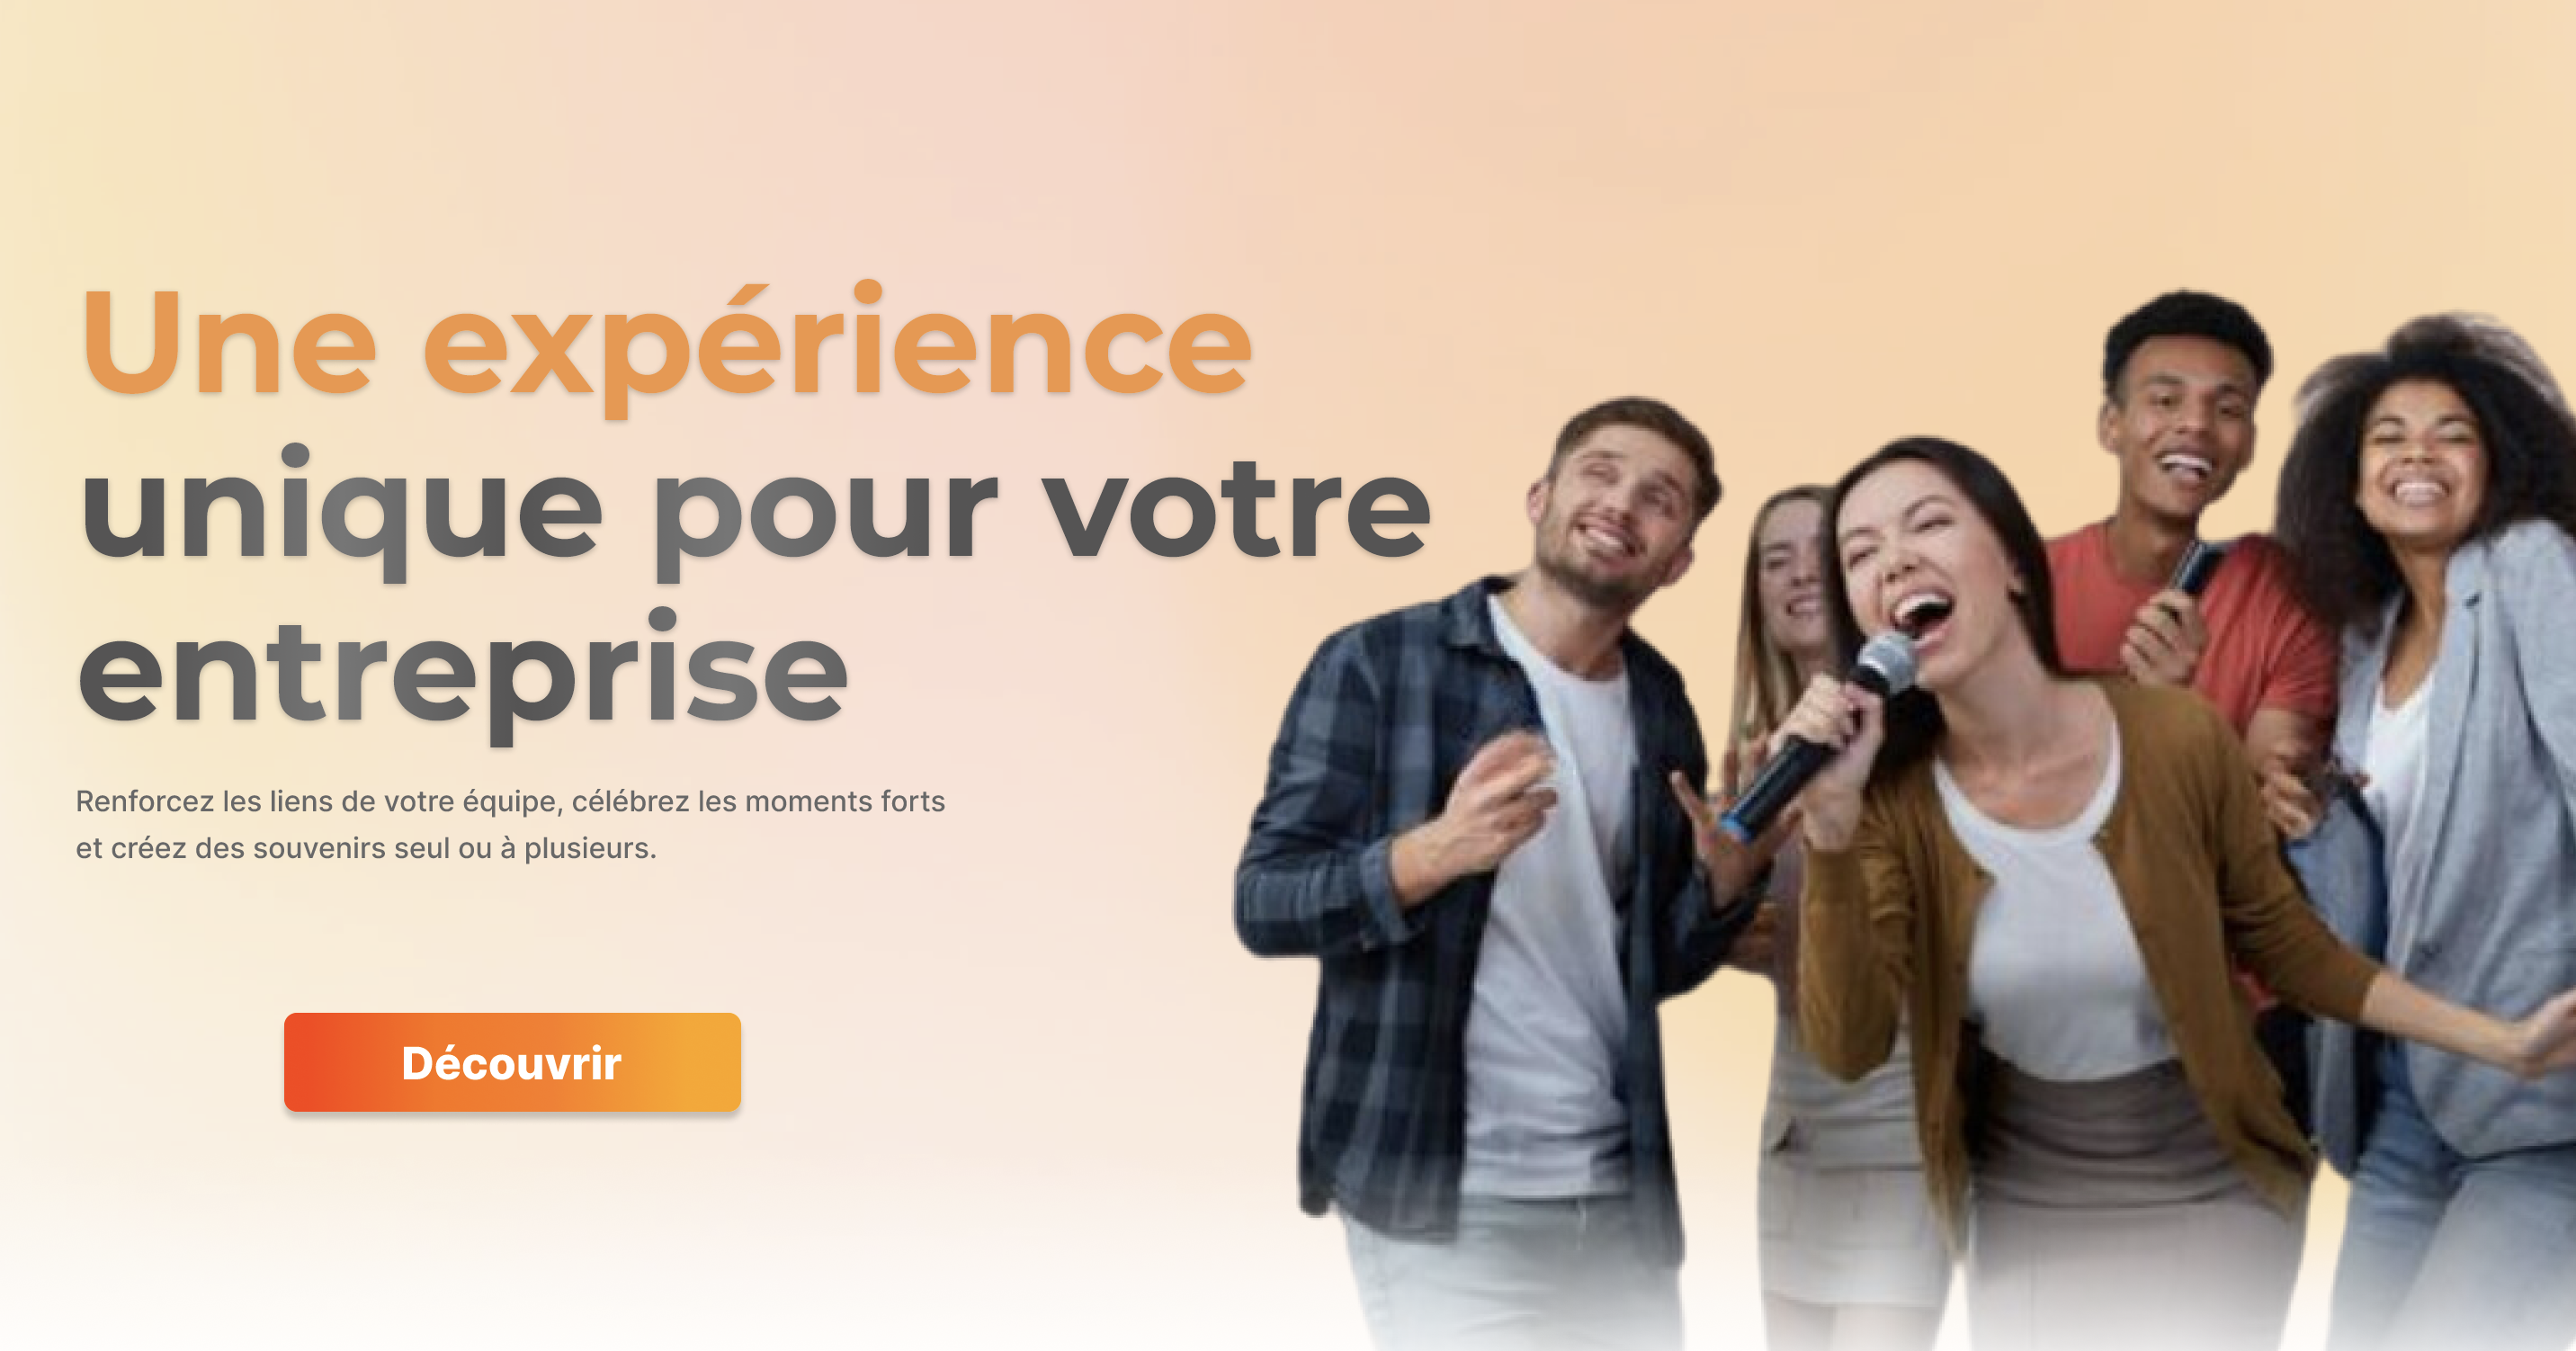 Une expérience
unique pour votre
entreprise
Renforcez les liens de votre équipe, célébrez les moments forts
et créez des souvenirs seul ou à plusieurs.
Découvrir